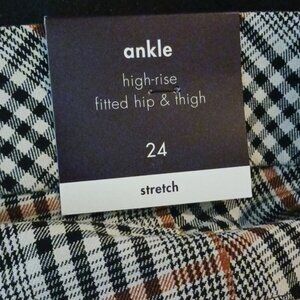 ankle
high-rise
fitted hip & thigh
24
stretch